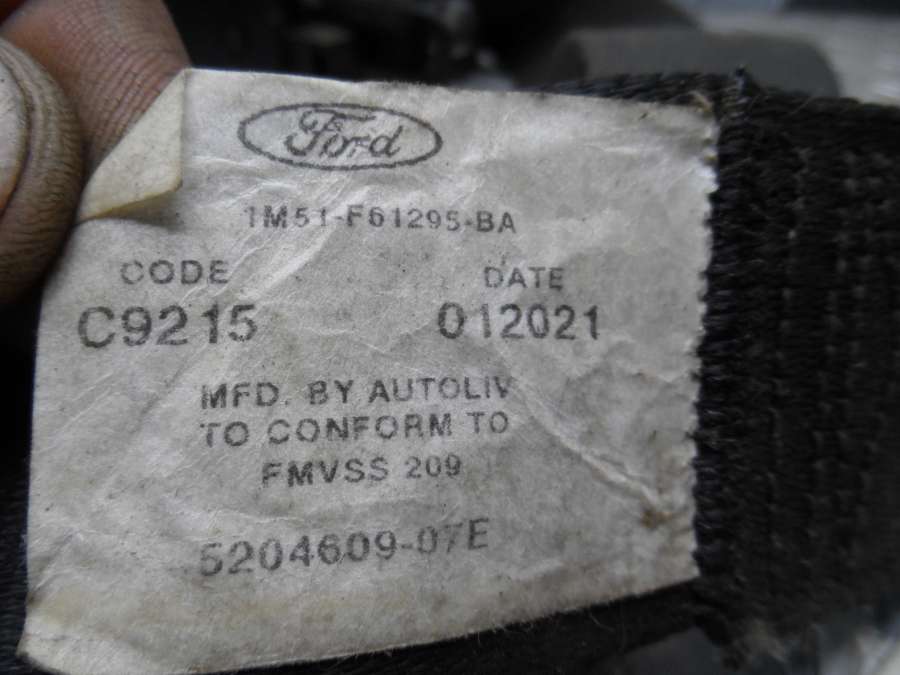 Ford
1M51-F61295-BA
CODE DATE
C9215 012021
MFD. BY AUTOLIV
TO CONFORM TO
FMVSS 209
5204609-07E